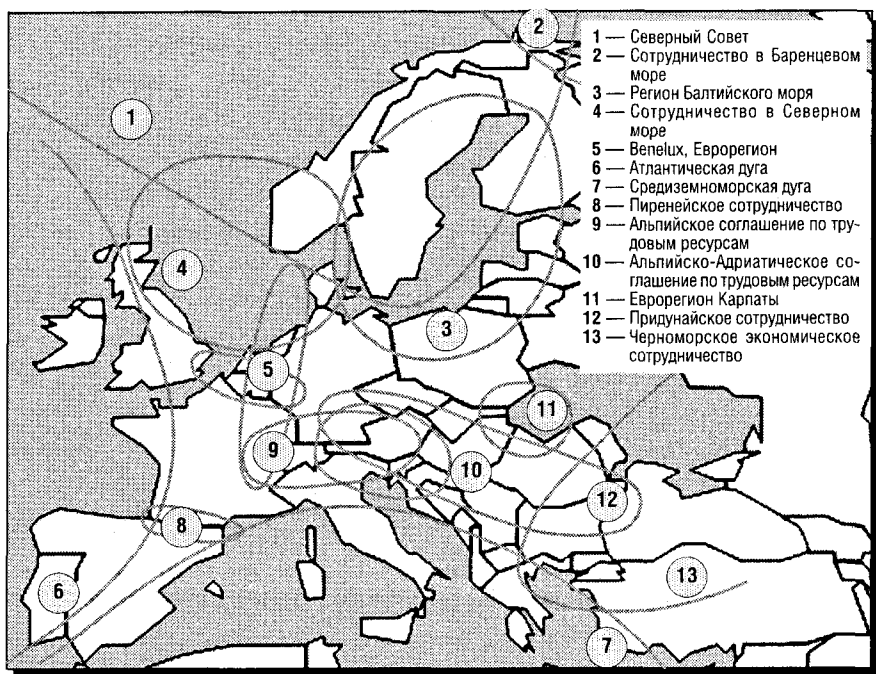 1 — Северный Совет
2 — Сотрудничество в Баренцевом
море
3 — Регион Балтийского моря
4 — Сотрудничество в Северном
море
5 — Benelux, Еврорегион
6 — Атлантическая дуга
7 — Средиземноморская дуга
8 — Пиренейское сотрудничество
9 — Альпийское соглашение по тру-
довым ресурсам
10 — Альпийско-Адриатическое со-
глашение по трудовым ресурсам
11 — Еврорегион Карпаты
12 — Придунайское сотрудничество
13 — Черноморское экономическое
сотрудничество
2
1
4
3
5
11
9
10
12
8
13
6
7